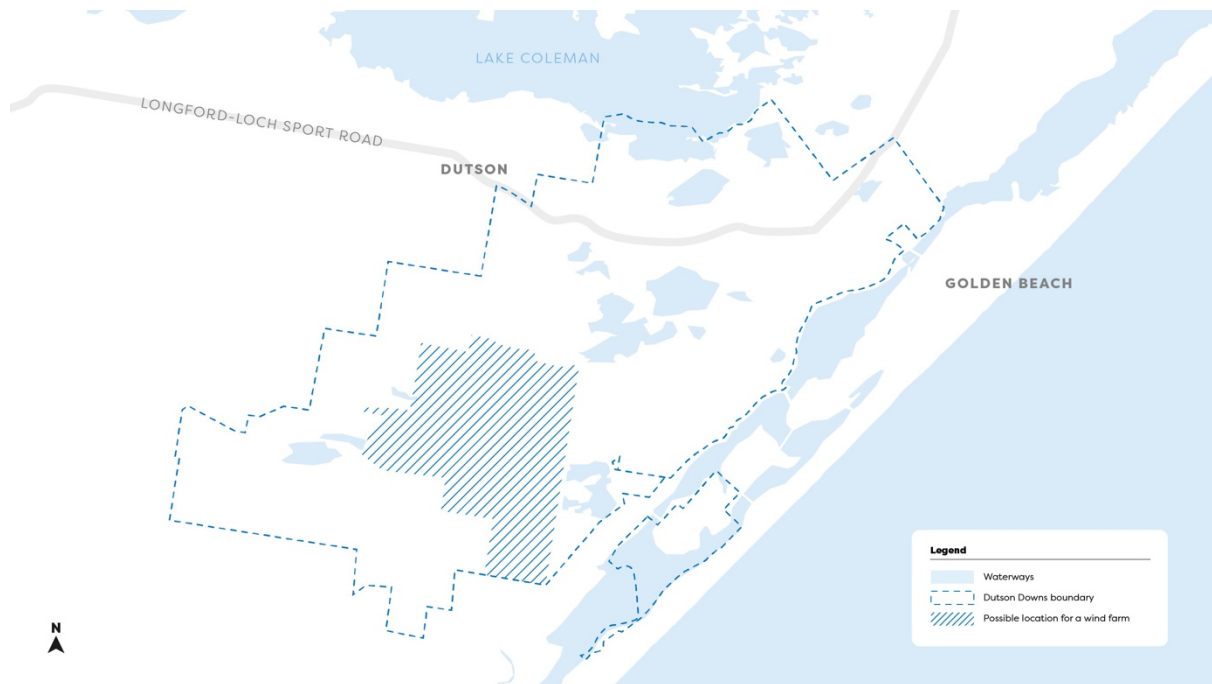 LAKE COLEMAN
LONGFORD-LOCH SPORT ROAD
DUTSON
GOLDEN BEACH
Legend
Waterways
Dutson Downs boundary
Possible location for a wind farm
N